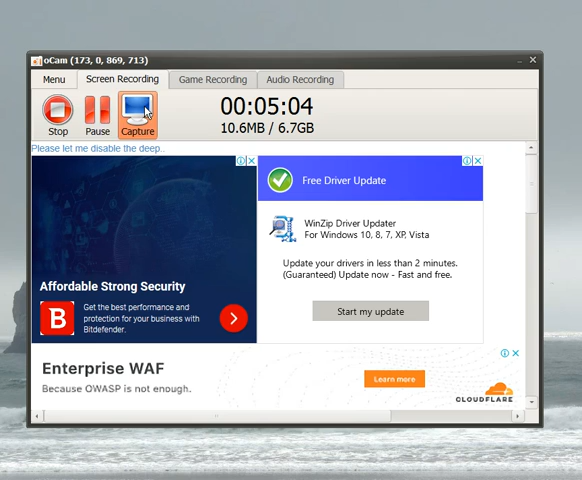 oCam (173, 0, 869, 713)
Menu Screen Recording Game Recording Audio Recording
Stop Pause Capture
00:05:04
10.6MB / 6.7GB
Please let me disable the deep..
Affordable Strong Security
B
Get the best performance and
protection for your business with
Bitdefender.
Free Driver Update
WinZip Driver Updater
For Windows 10, 8, 7, XP, Vista
Update your drivers in less than 2 minutes.
(Guaranteed) Update now - Fast and free.
Start my update
Enterprise WAF
Because OWASP is not enough.
Learn more
CLOUDFLARE